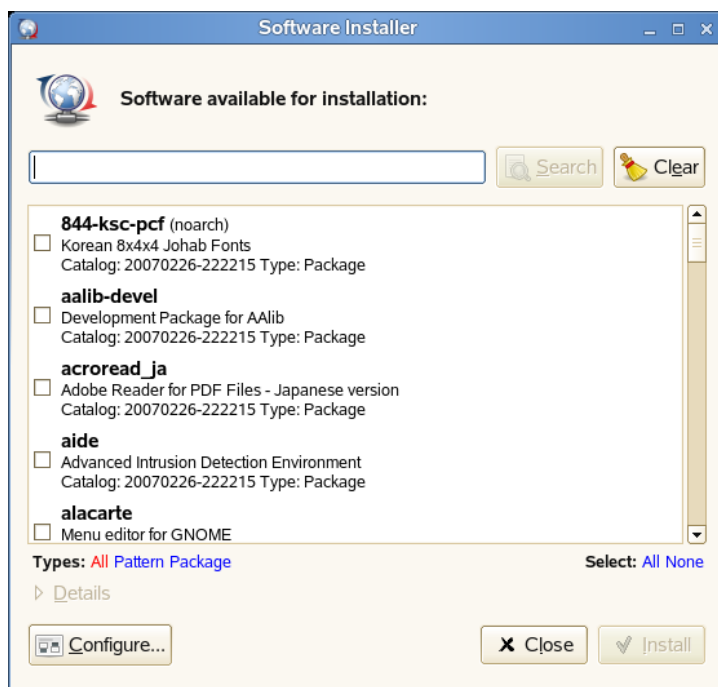 Software Installer
Software available for installation:
Search
Clear
844-ksc-pcf (noarch)
Korean 8x4x4 Johab Fonts
Catalog: 20070226-222215 Type: Package
aalib-devel
Development Package for AAlib
Catalog: 20070226-222215 Type: Package
acroread_ja
Adobe Reader for PDF Files - Japanese version
Catalog: 20070226-222215 Type: Package
aide
Advanced Intrusion Detection Environment
Catalog: 20070226-222215 Type: Package
alacarte
Menu editor for GNOME
Types: All Pattern Package
Select: All None
Details
Configure...
Close
Install